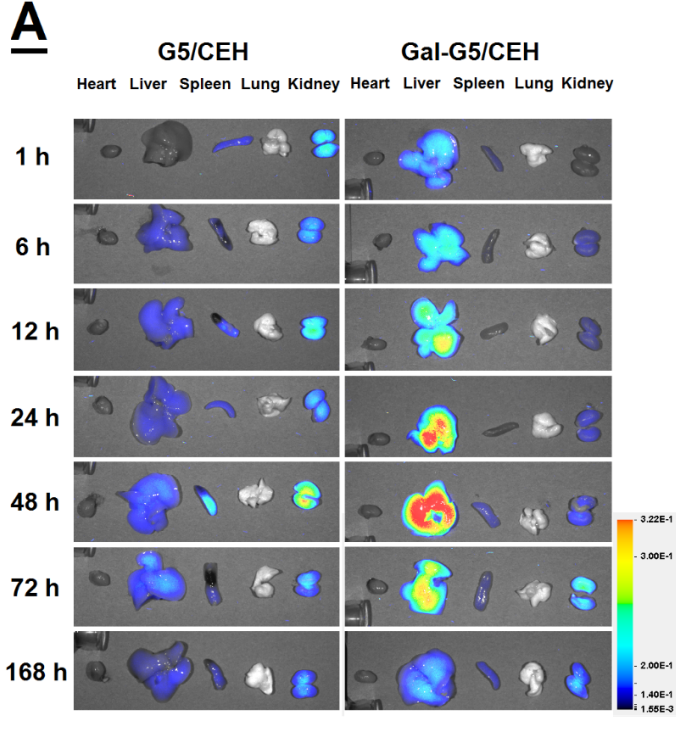 A
G5/CEH Gal-G5/CEH
Heart Liver Spleen Lung Kidney Heart Liver Spleen Lung Kidney
1 h
6 h
12 h
24 h
48 h
3.22E-1
3.00E-1
72 h
168 h
2.00E-1
1.40E-1
1.55E-3